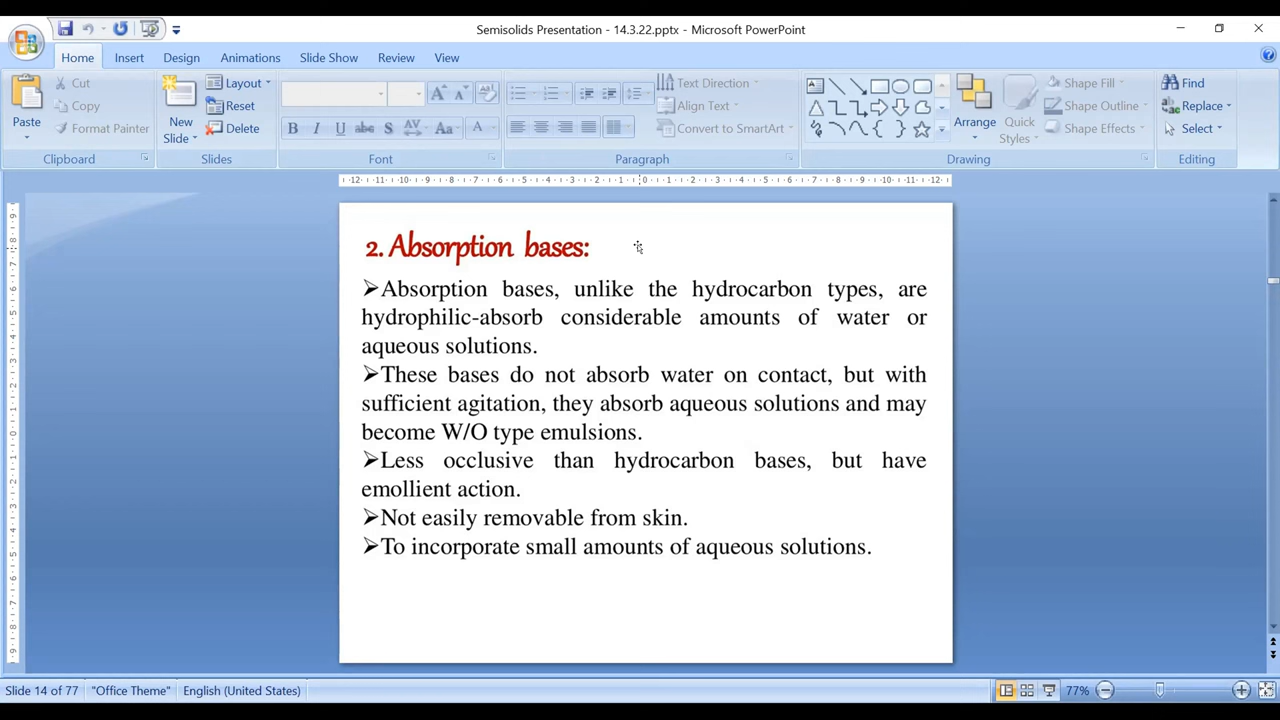 Semisolids Presentation - 14.3.22.pptx - Microsoft PowerPoint
Home Insert Design Animations Slide Show Review View
Paste
Cut
Copy
Format Painter
Clipboard
New Slide
Layout
Reset
Delete
Slides
Font
Text Direction
Align Text
Convert to SmartArt
Paragraph
Arrange
Quick Styles
Shape Fill
Shape Outline
Shape Effects
Drawing
Find
Replace
Select
Editing
2. Absorption bases:
➢Absorption bases, unlike the hydrocarbon types, are
hydrophilic-absorb considerable amounts of water or
aqueous solutions.
➢These bases do not absorb water on contact, but with
sufficient agitation, they absorb aqueous solutions and may
become W/O type emulsions.
➢Less occlusive than hydrocarbon bases, but have
emollient action.
➢Not easily removable from skin.
➢To incorporate small amounts of aqueous solutions.
Slide 14 of 77 "Office Theme" English (United States) 77%